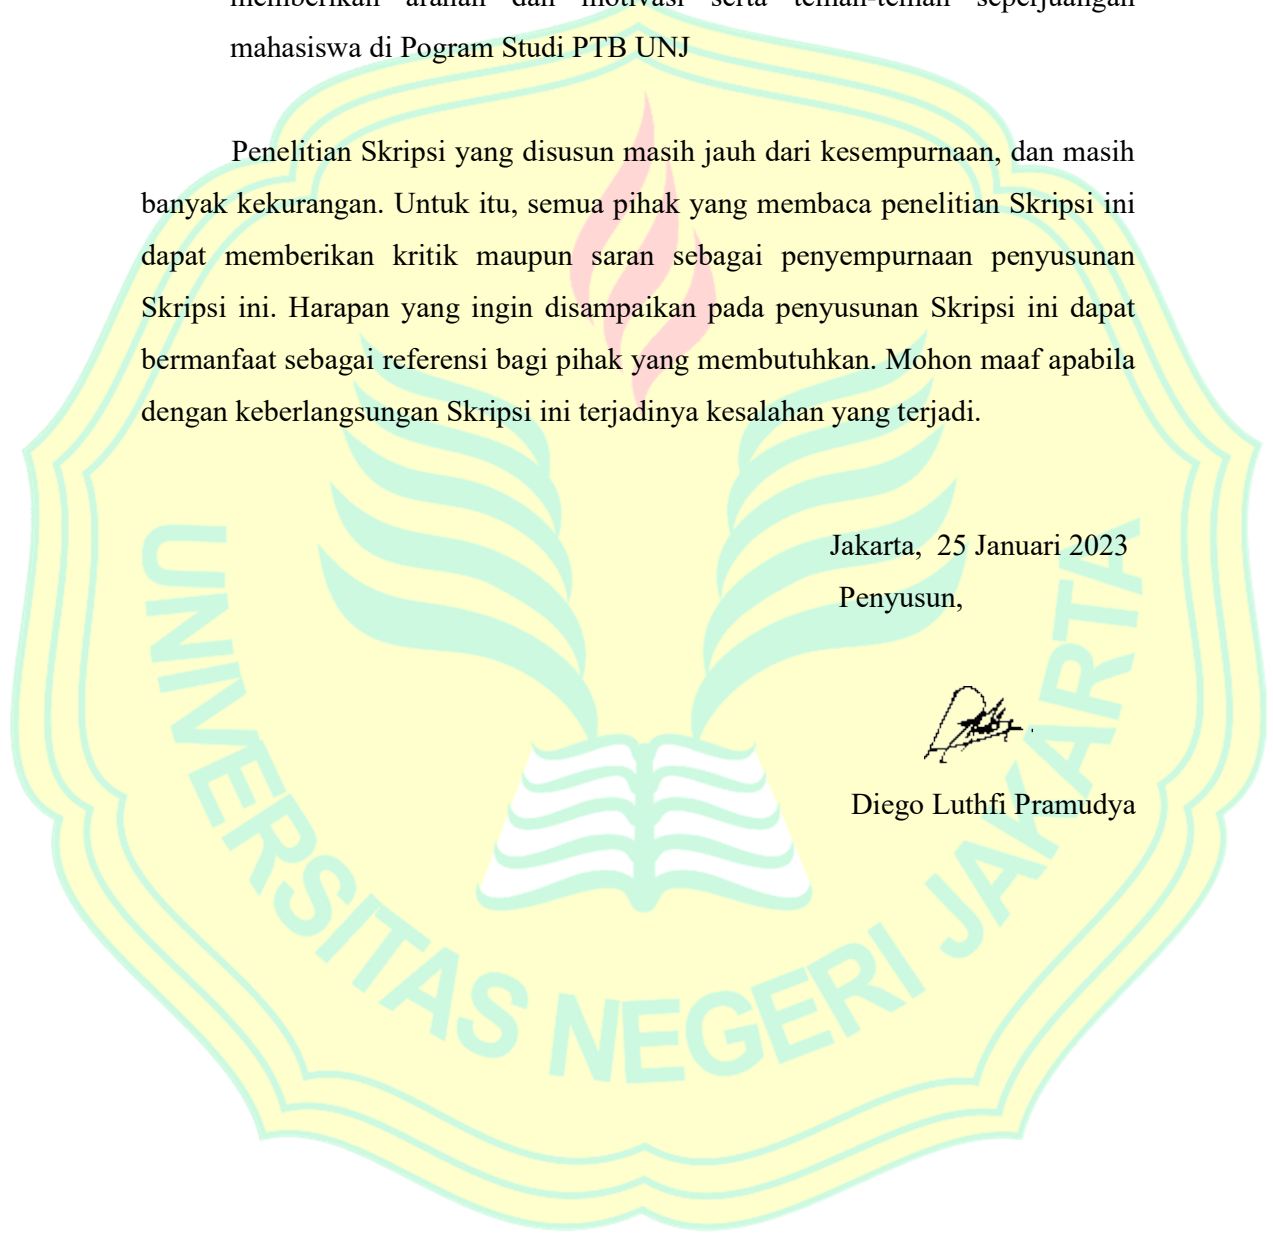 memberikan arahan dan motivasi serta teman-teman seperjuangan
mahasiswa di Pogram Studi PTB UNJ
Penelitian Skripsi yang disusun masih jauh dari kesempurnaan, dan masih
banyak kekurangan. Untuk itu, semua pihak yang membaca penelitian Skripsi ini
dapat memberikan kritik maupun saran sebagai penyempurnaan penyusunan
Skripsi ini. Harapan yang ingin disampaikan pada penyusunan Skripsi ini dapat
bermanfaat sebagai referensi bagi pihak yang membutuhkan. Mohon maaf apabila
dengan keberlangsungan Skripsi ini terjadinya kesalahan yang terjadi.
Jakarta,  25 Januari 2023
Penyusun,
Diego Luthfi Pramudya
UNIVERSITAS NEGERI JAKARTA